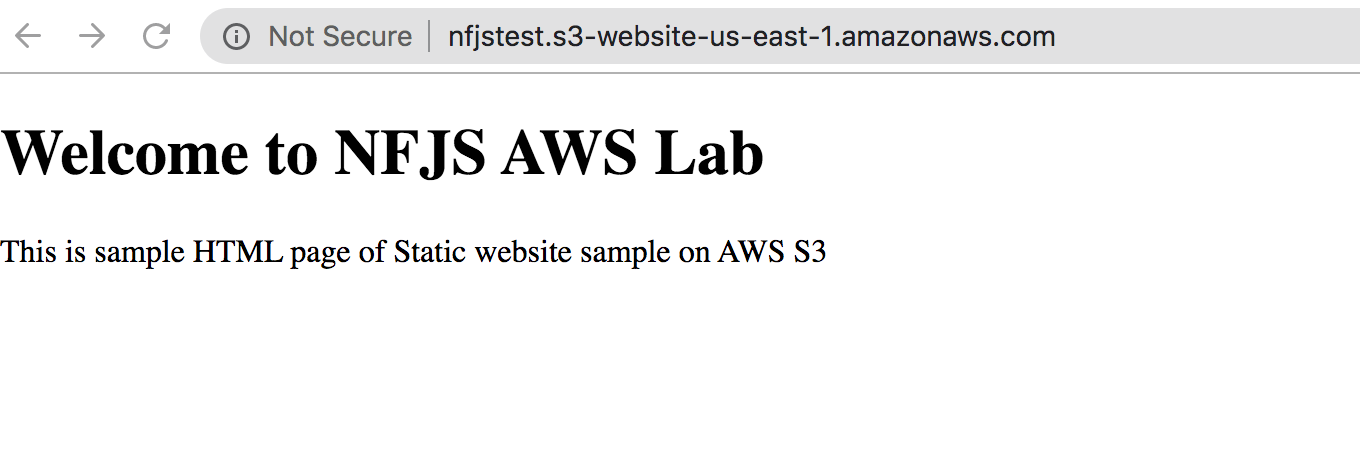 Not Secure nfjstest.s3-website-us-east-1.amazonaws.com
Welcome to NFJS AWS Lab
This is sample HTML page of Static website sample on AWS S3